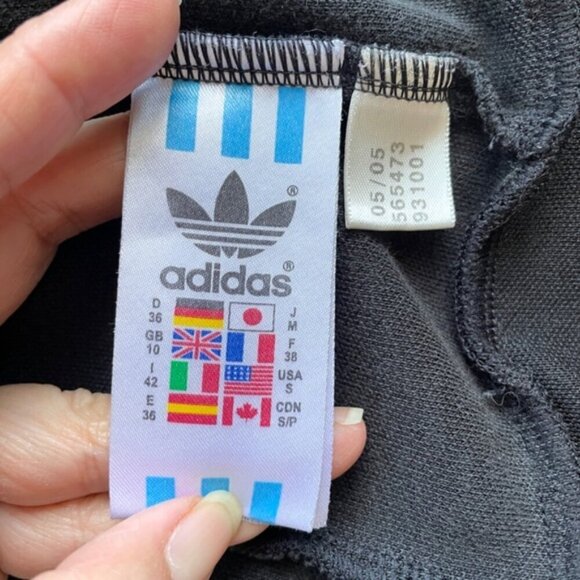 ®
adidas®
D
36
J
M
GB
10
F
38
I
42
USA
S
E
36
CDN
S/P
05/05
565473
931001